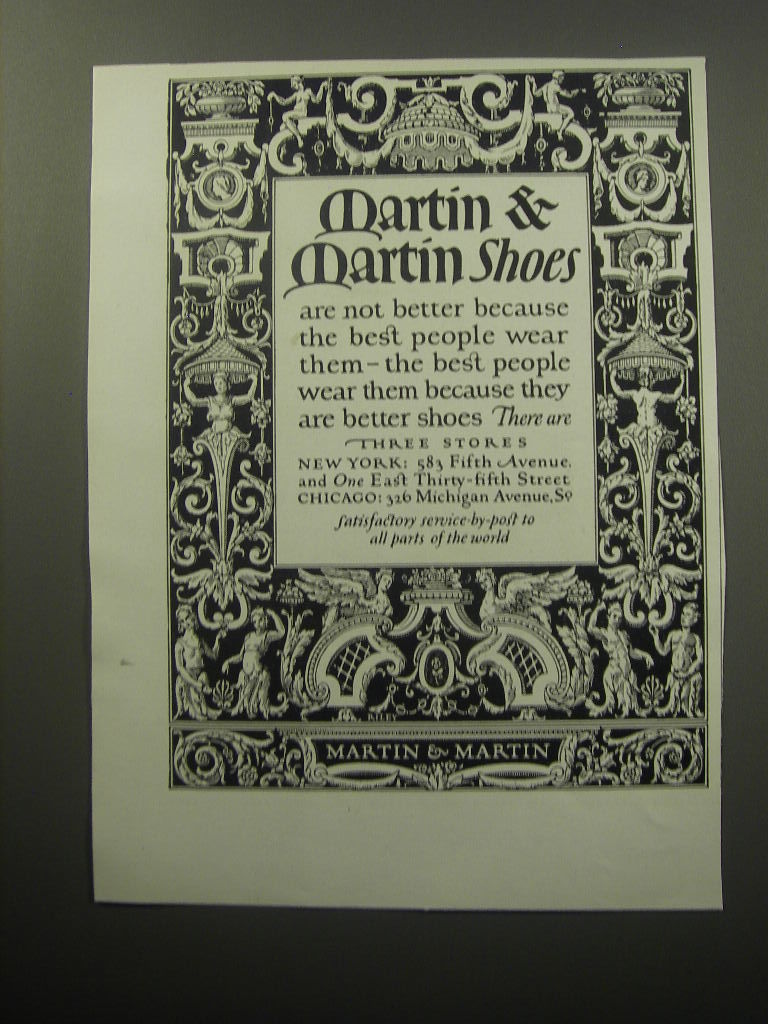 Martin &
Martin Shoes
are not better because
the best people wear
them—the best people
wear them because they
are better shoes There are
THREE STORES
NEW YORK: 583 Fifth Avenue.
and One East Thirty-fifth Street
CHICAGO: 326 Michigan Avenue, So
Satisfactory service-by-post to
all parts of the world
RILEY
MARTIN & MARTIN